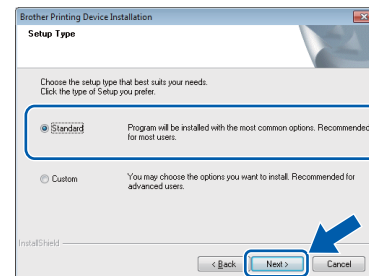 Brother Printing Device Installation
Setup Type
Choose the setup type that best suits your needs.
Click the type of Setup you prefer.
Standard
Program will be installed with the most common options. Recommended
for most users.
Custom
You may choose the options you want to install. Recommended for
advanced users.
InstallShield
< Back
Next >
Cancel